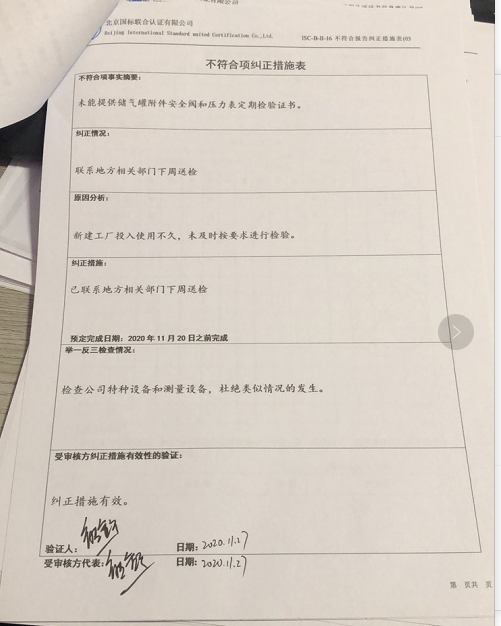 北京国标联合认证有限公司
Beijing International Standard united Certification Co.,Ltd.
ISC-B-II-16 不符合报告纠正措施表(03)
不符合项纠正措施表
不符合项事实摘要：
未能提供储气罐附件安全阀和压力表定期检验证书。
纠正情况：
联系地方相关部门下周送检
原因分析：
新建工厂投入使用不久，未及时按要求进行检验。
纠正措施：
已联系地方相关部门下周送检
预定完成日期：2020 年 11 月 20 日之前完成
举一反三检查情况：
检查公司特种设备和测量设备，杜绝类似情况的发生。
受审核方纠正措施有效性的验证：
纠正措施有效。
验证人： 日期：2020.11.27
受审核方代表： 日期：2020.11.27
第 页共 页